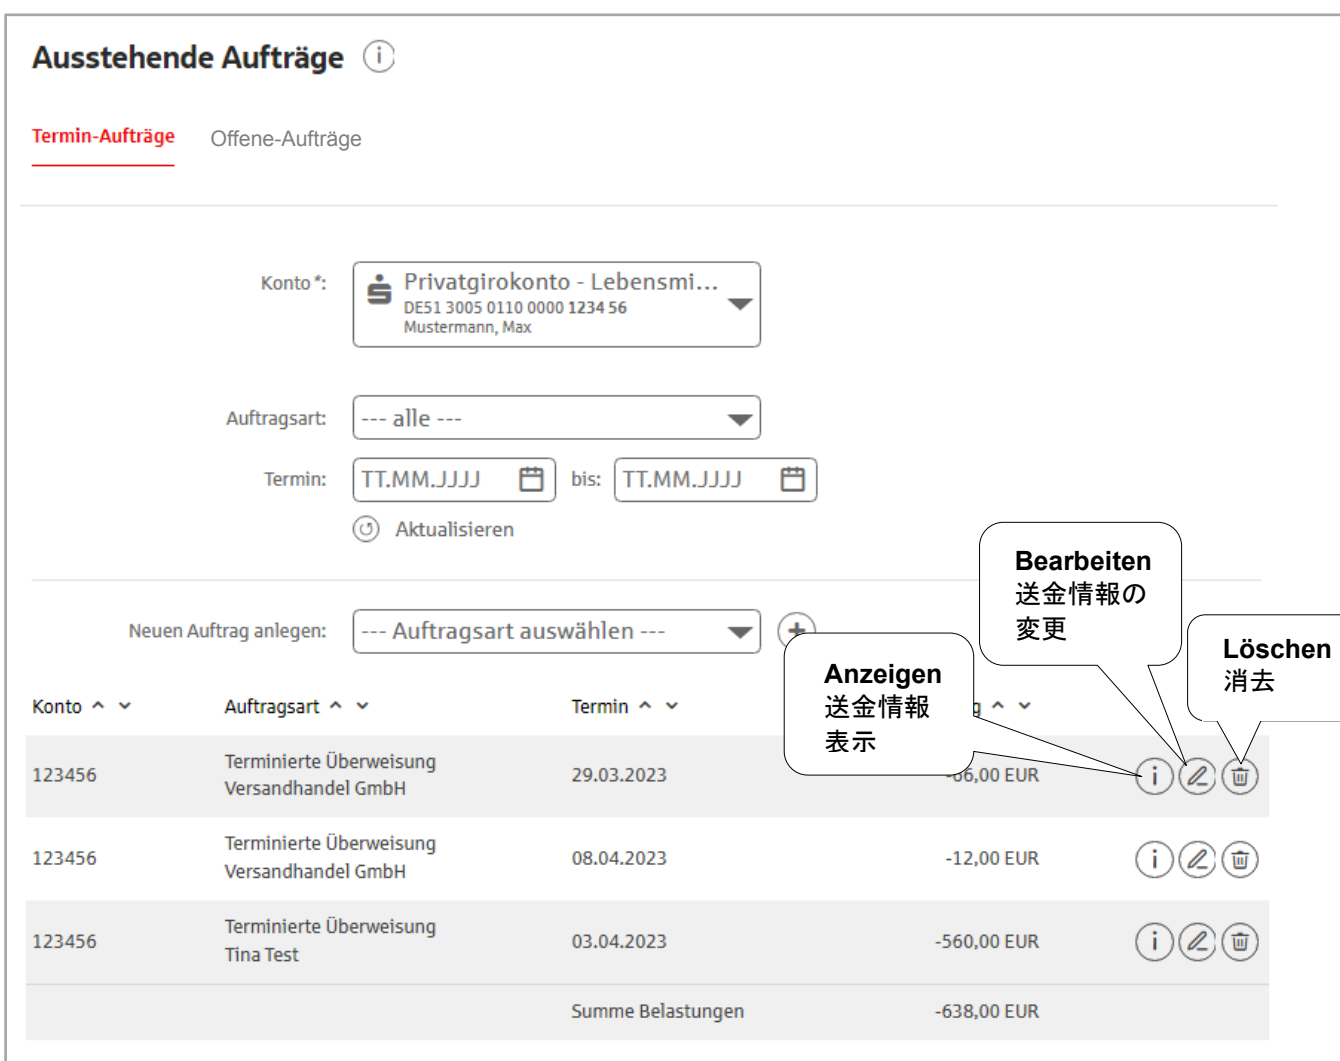 Ausstehende Aufträge
Termin-Aufträge Offene-Aufträge
Konto*:
Privatgirokonto - Lebensmi...
DE51 3005 0110 0000 1234 56
Mustermann, Max
Auftragsart: --- alle ---
Termin: TT.MM.JJJJ bis: TT.MM.JJJJ
Aktualisieren
Neuen Auftrag anlegen: --- Auftragsart auswählen ---
Bearbeiten
送金情報の
変更
Löschen
消去
Anzeigen
送金情報
表示
Konto Auftragsart Termin
123456 Terminierte Überweisung
Versandhandel GmbH 29.03.2023 -66,00 EUR
123456 Terminierte Überweisung
Versandhandel GmbH 08.04.2023 -12,00 EUR
123456 Terminierte Überweisung
Tina Test 03.04.2023 -560,00 EUR
Summe Belastungen -638,00 EUR